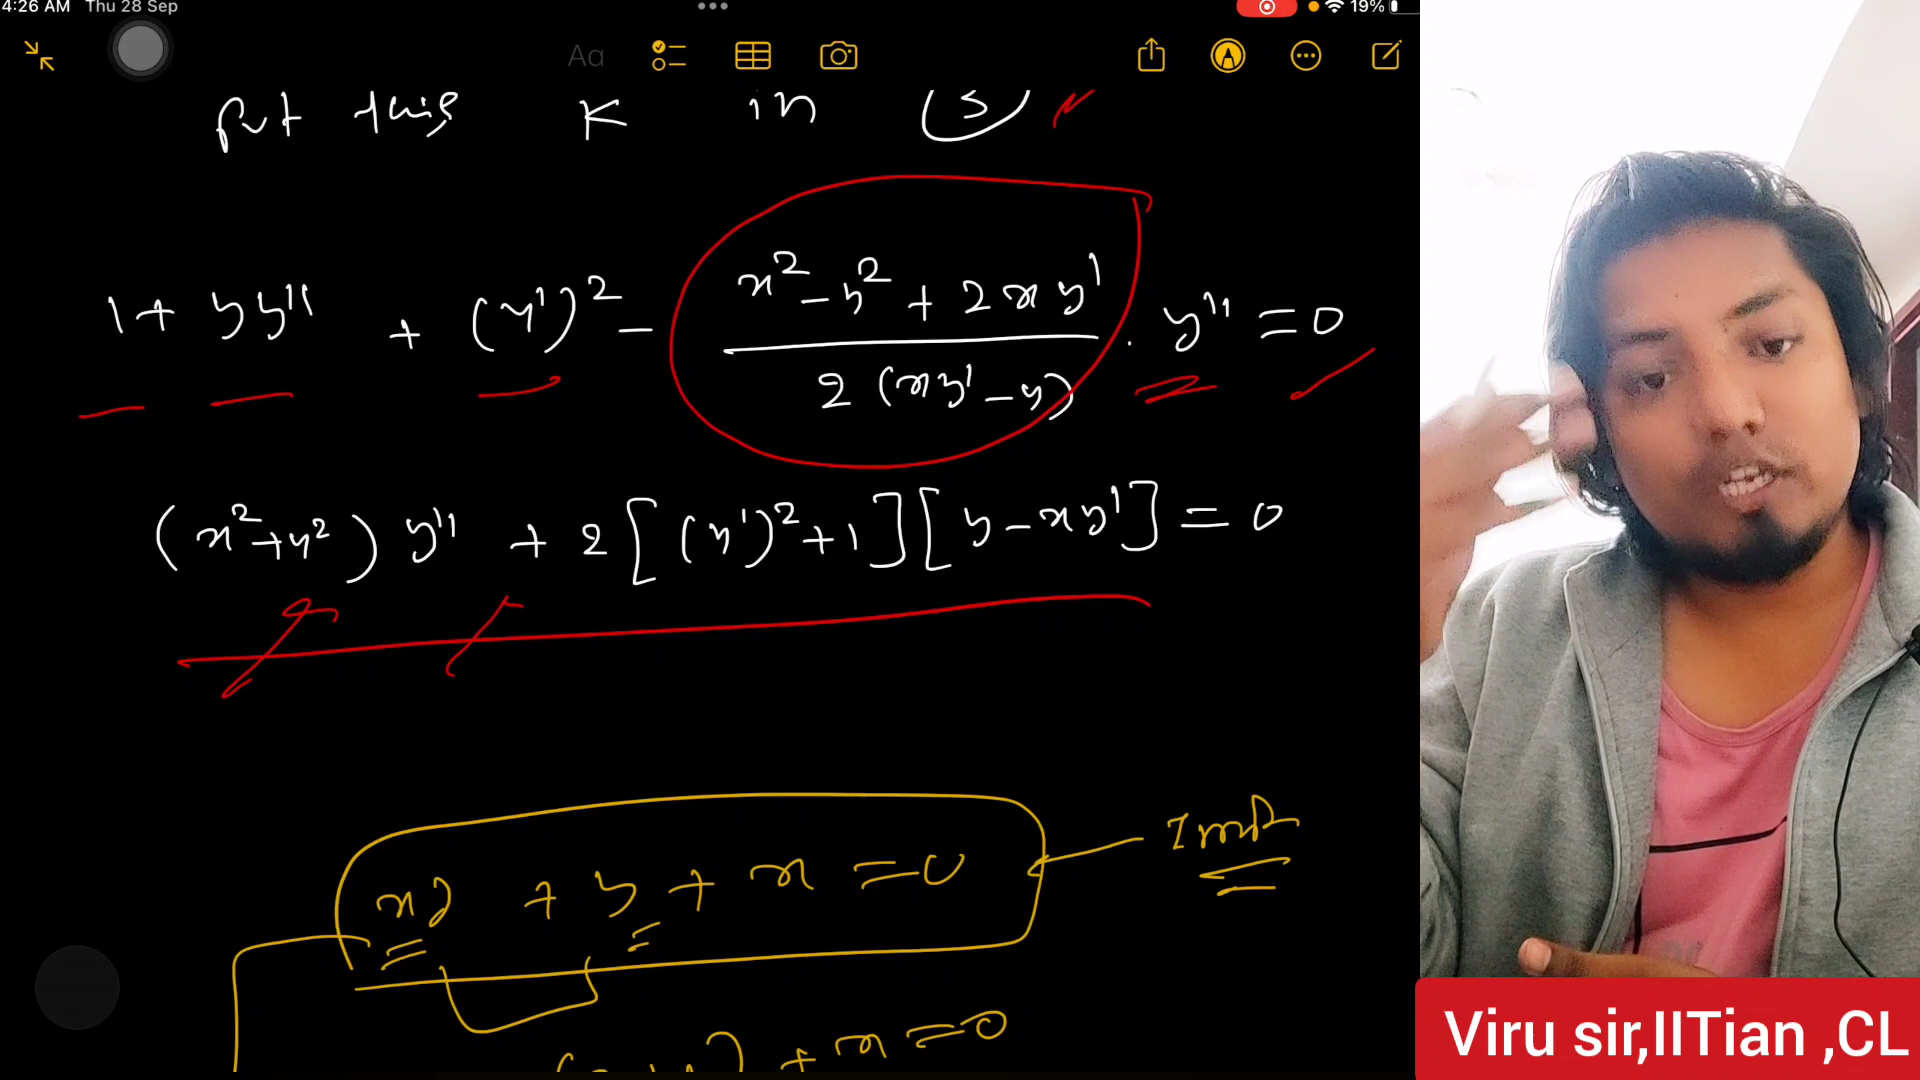 4:26 AM Thu 28 Sep
19%
Aa
Put this K in (5)
1 + yy'' + (y')² - (x² - y² + 2xy') / 2(xy' - y) . y'' = 0
(x² + y²) y'' + 2[(y')² + 1][y - xy'] = 0
+ y + x = 0
Imp
+ x = 0
Viru sir,IITian ,CL